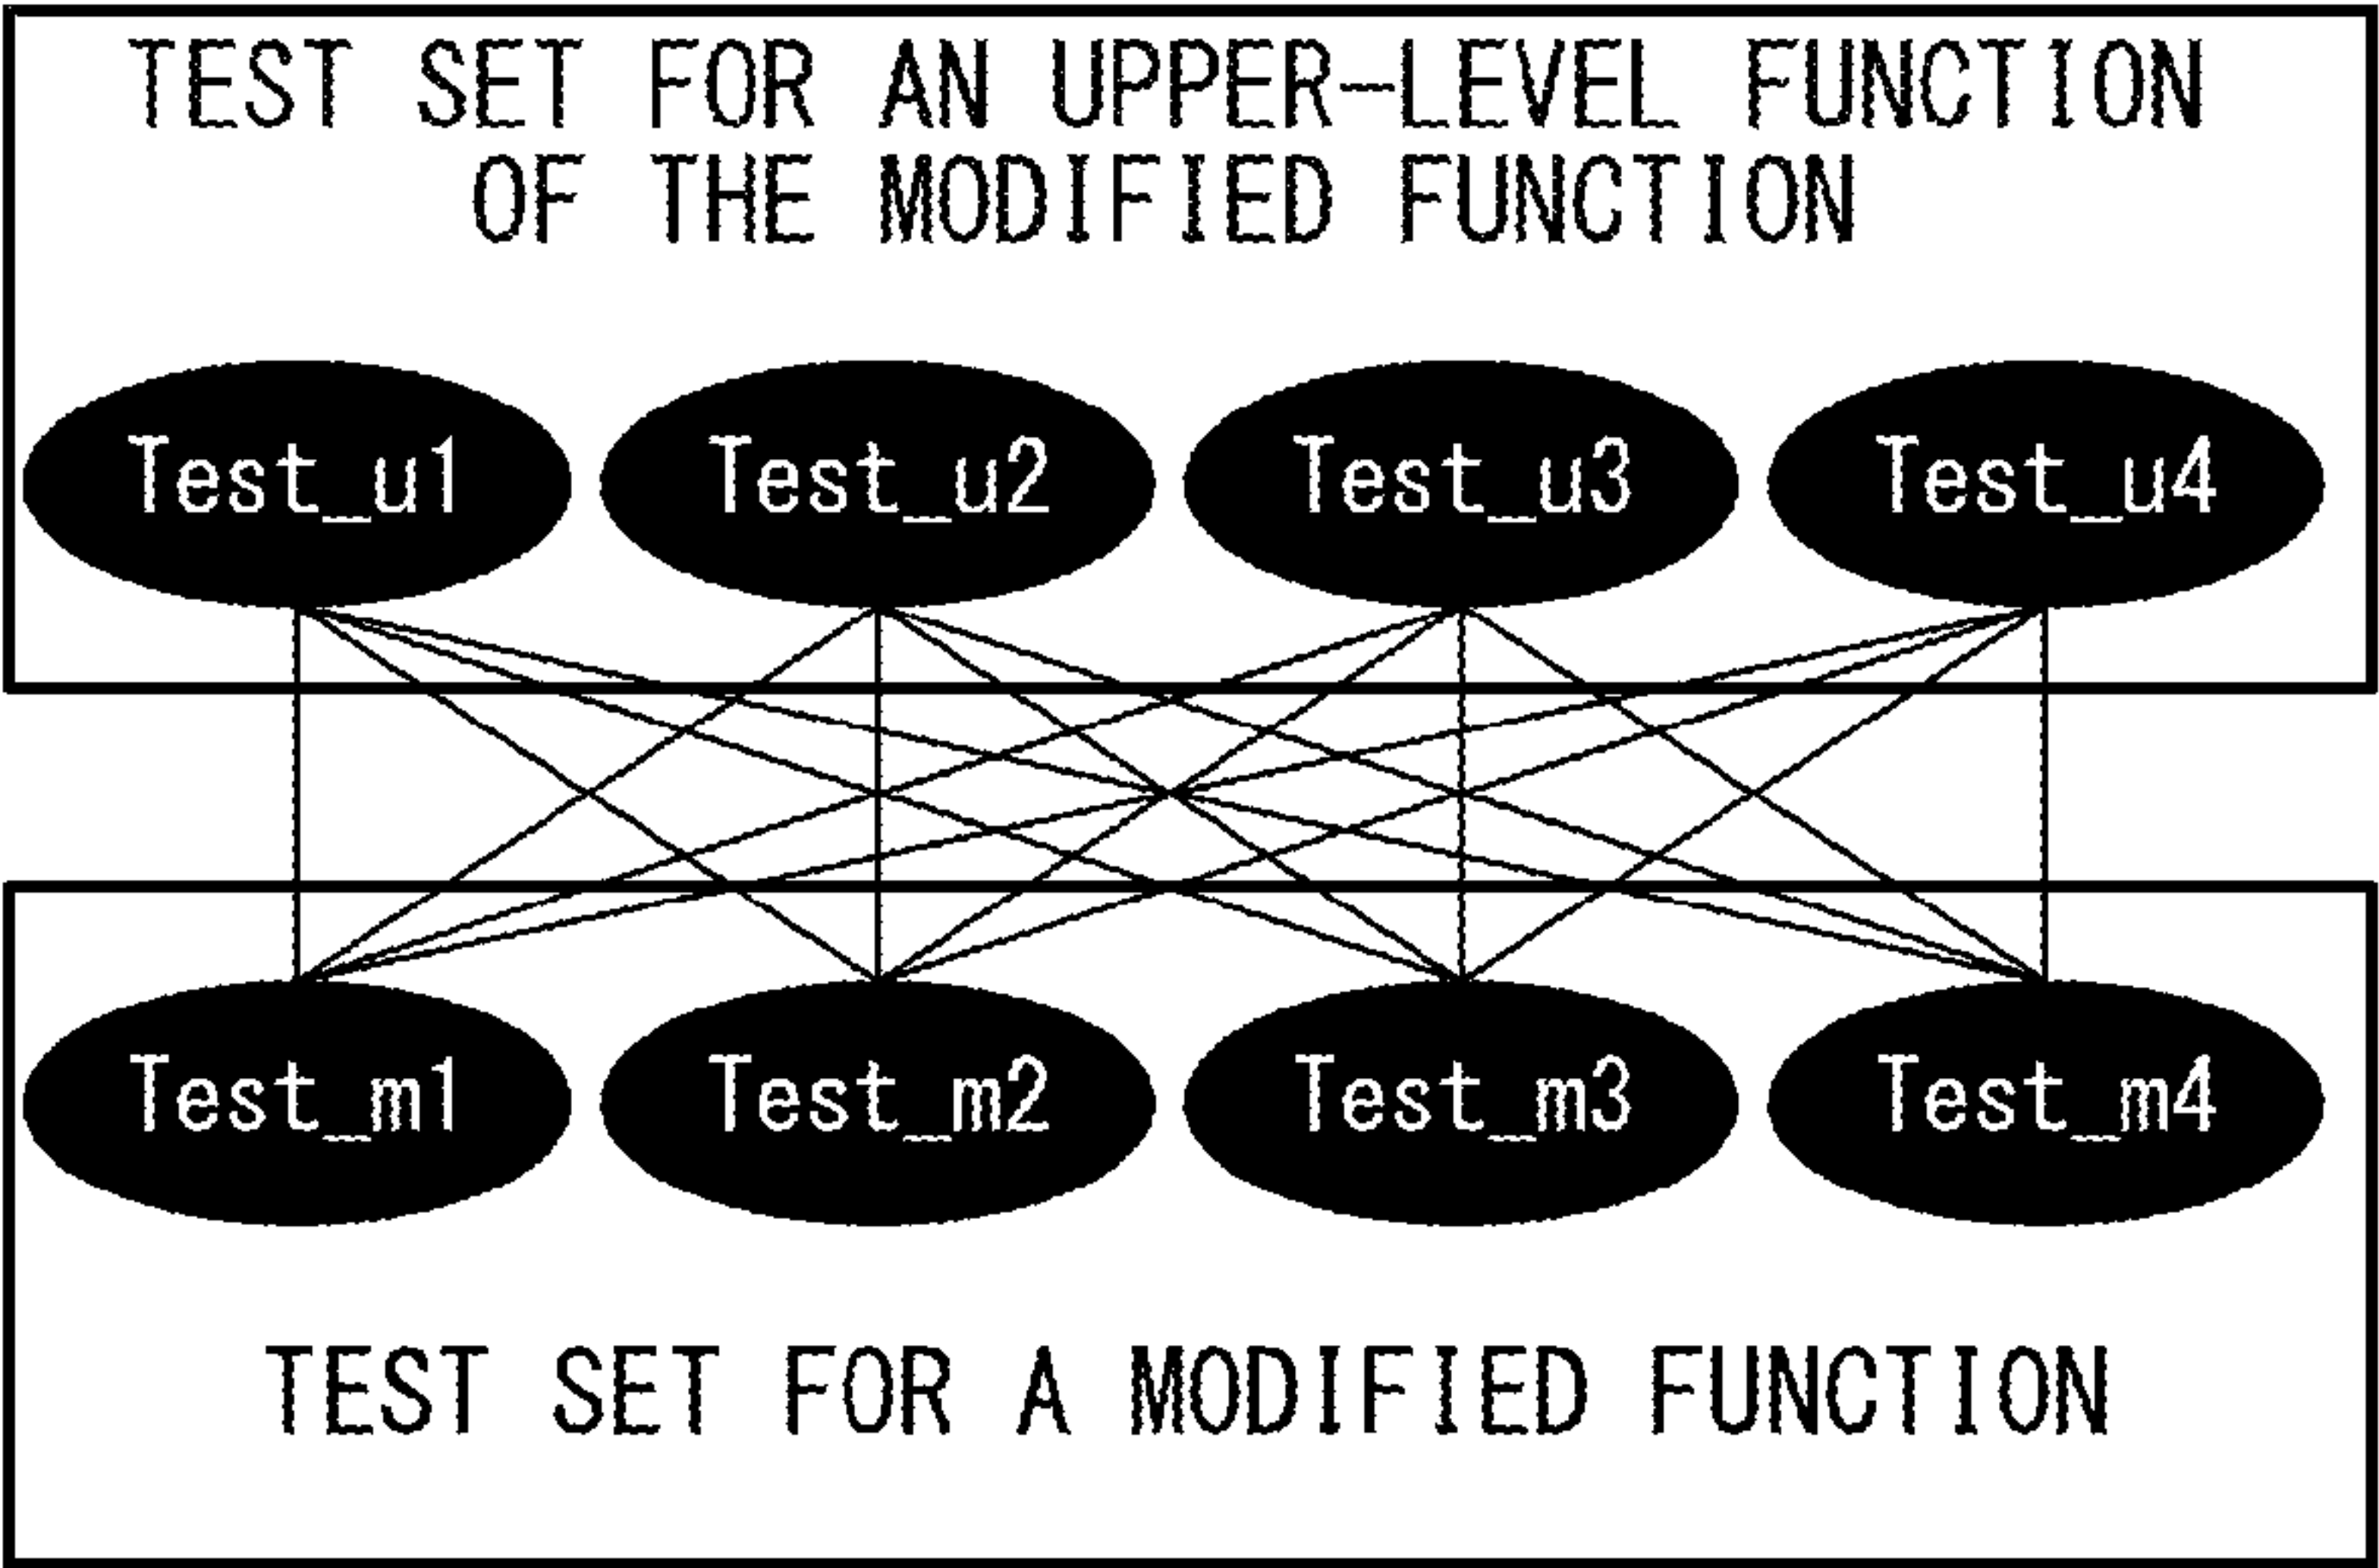 TEST SET FOR AN UPPER-LEVEL FUNCTION
OF THE MODIFIED FUNCTION
Test_u1 Test_u2 Test_u3 Test_u4
Test_m1 Test_m2 Test_m3 Test_m4
TEST SET FOR A MODIFIED FUNCTION